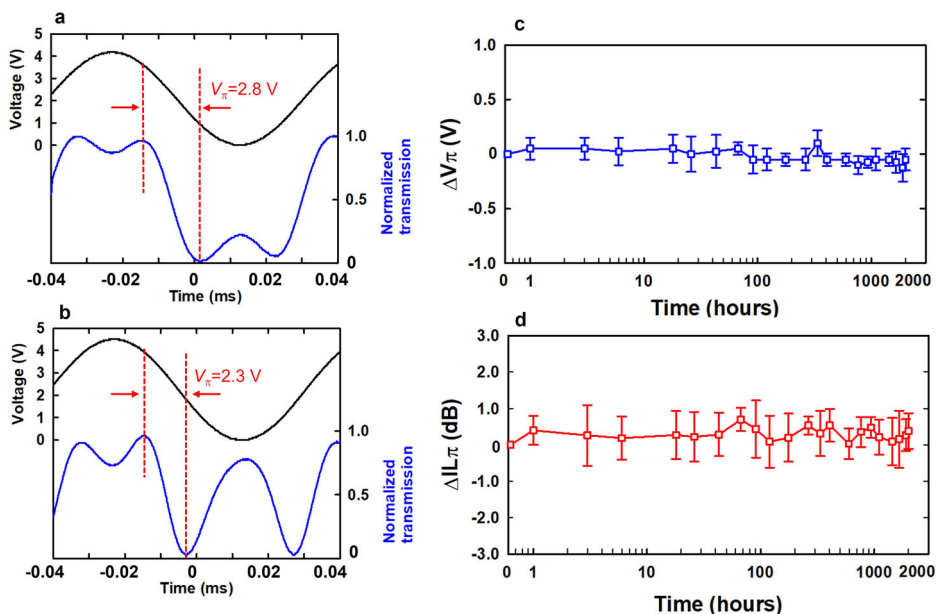 a
5
4
3
2
1
0
Voltage (V)
Vπ=2.8 V
1.0
0.5
0
Normalized
transmission
-0.04 -0.02 0 0.02 0.04
Time (ms)
b
5
4
3
2
1
0
Voltage (V)
Vπ=2.3 V
1.0
0.5
0
Normalized
transmission
-0.04 -0.02 0 0.02 0.04
Time (ms)
c
1.0
0.5
0
-0.5
-1.0
ΔVπ (V)
0 1 10 100 1000 2000
Time (hours)
d
3.0
2.0
1.0
0
-1.0
-2.0
-3.0
ΔILπ (dB)
0 1 10 100 1000 2000
Time (hours)